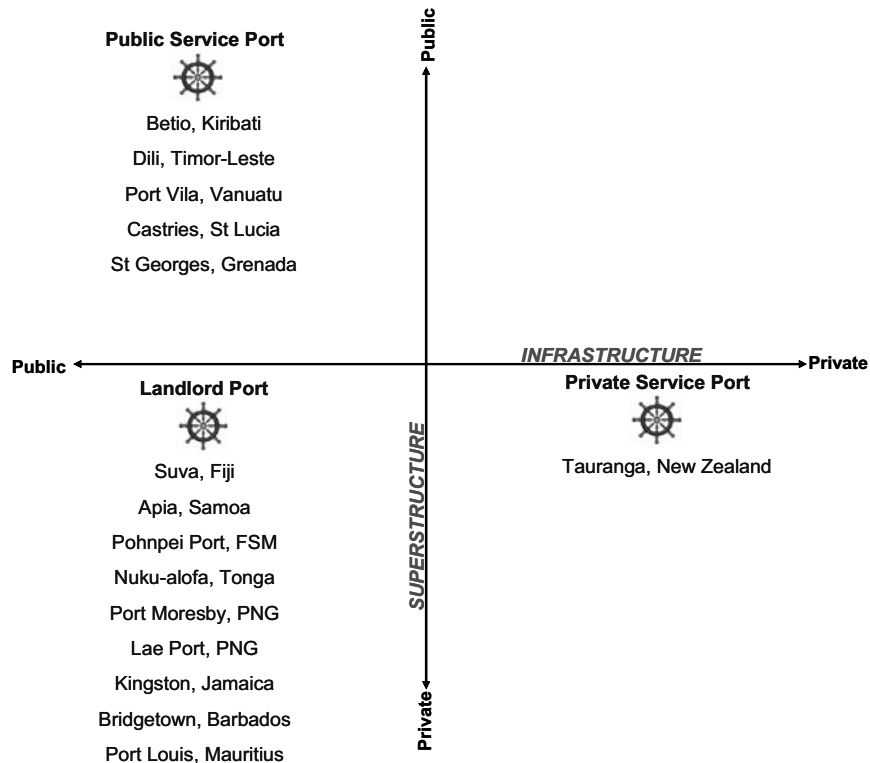 Public Service Port
Public
Betio, Kiribati
Dili, Timor-Leste
Port Vila, Vanuatu
Castries, St Lucia
St Georges, Grenada
Public
INFRASTRUCTURE
Private
Landlord Port
Private Service Port
Suva, Fiji
Tauranga, New Zealand
Apia, Samoa
Pohnpei Port, FSM
Nuku-alofa, Tonga
Port Moresby, PNG
Lae Port, PNG
Kingston, Jamaica
Bridgetown, Barbados
Port Louis, Mauritius
SUPERSTRUCTURE
Private